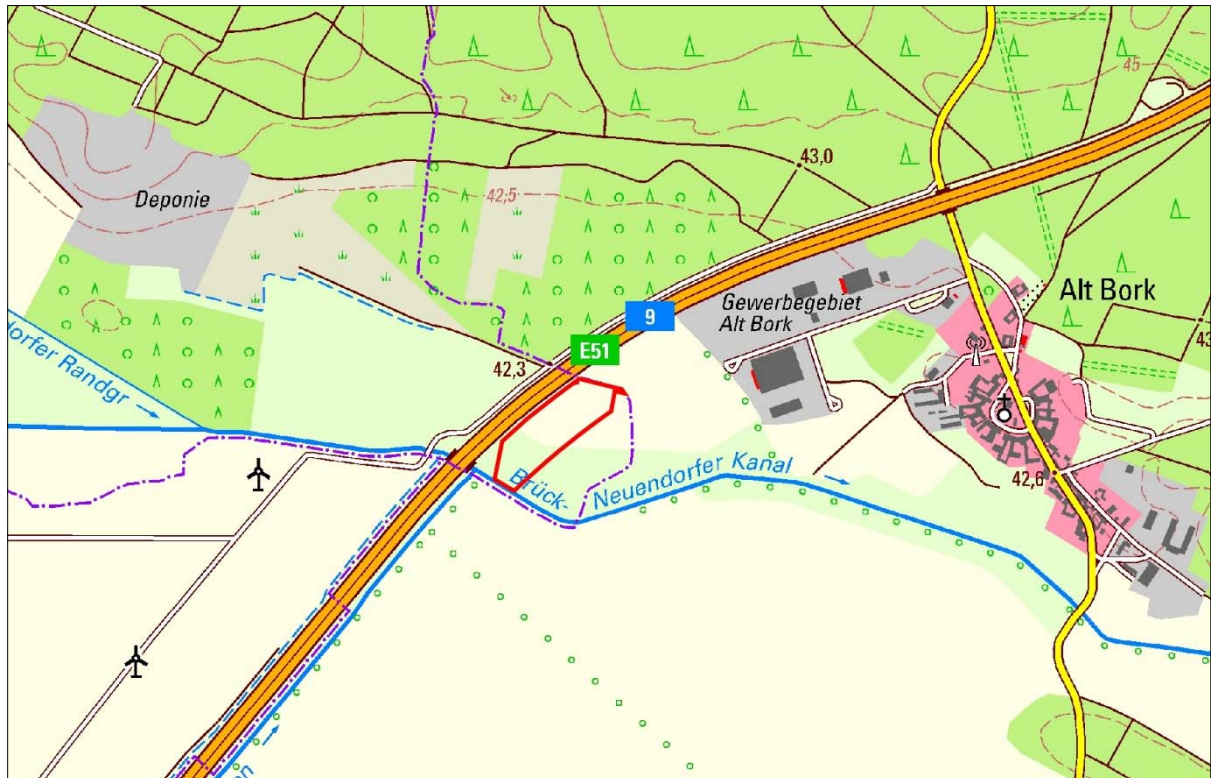 45
43,0
Deponie
42,5
Gewerbegebiet
Alt Bork
Alt Bork
9
E51
42,3
dorfer Randgr
Brück-
Neuendorfer Kanal
42,6
43